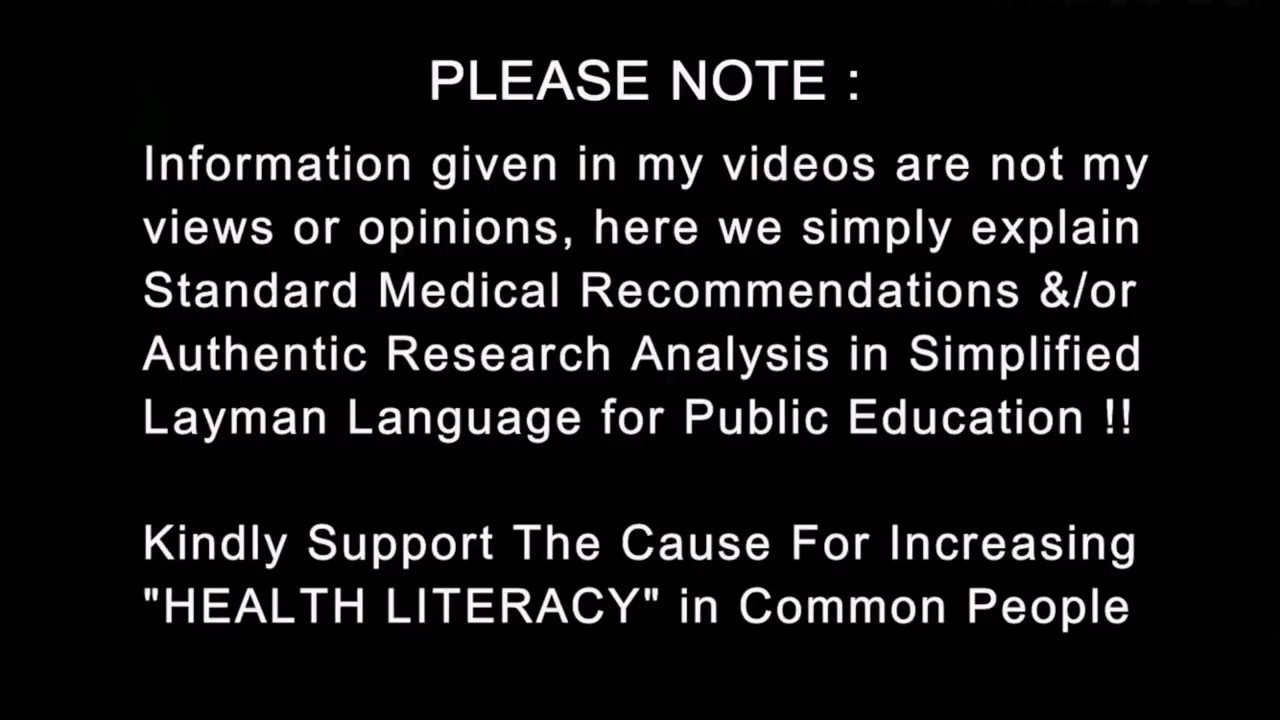 PLEASE NOTE :
Information given in my videos are not my
views or opinions, here we simply explain
Standard Medical Recommendations &/or
Authentic Research Analysis in Simplified
Layman Language for Public Education !!
Kindly Support The Cause For Increasing
"HEALTH LITERACY" in Common People